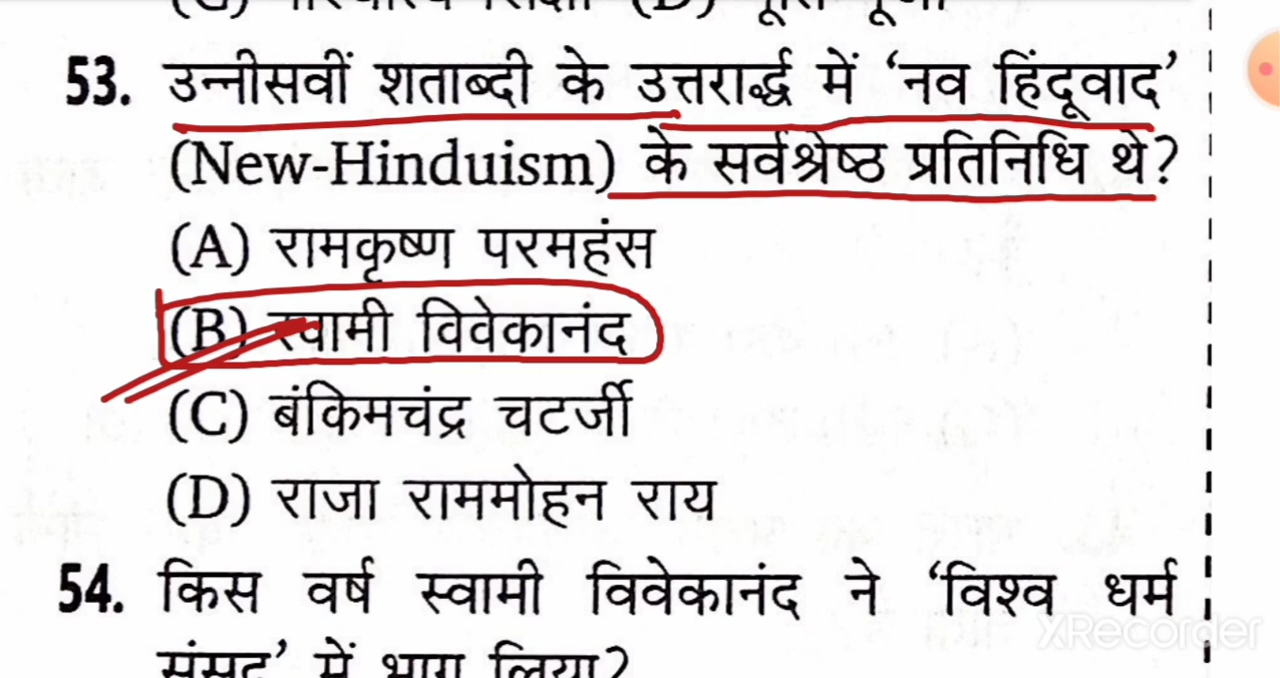 53. उन्नीसवीं शताब्दी के उत्तरार्द्ध में ‘नव हिंदूवाद’
(New-Hinduism) के सर्वश्रेष्ठ प्रतिनिधि थे?
(A) रामकृष्ण परमहंस
(B) स्वामी विवेकानंद
(C) बंकिमचंद्र चटर्जी
(D) राजा राममोहन राय
54. किस वर्ष स्वामी विवेकानंद ने ‘विश्व धर्म
संसद’ में भाग लिया?
XRecorder